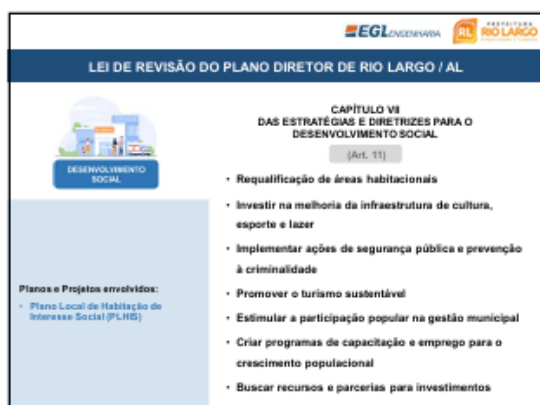 EGL ENGENHARIA
RL
PREFEITURA
RIO LARGO
LEI DE REVISÃO DO PLANO DIRETOR DE RIO LARGO / AL
DESENVOLVIMENTO
SOCIAL
Planos e Projetos envolvidos:
• Plano Local de Habitação de
Interesse Social (PLHIS)
CAPÍTULO VII
DAS ESTRATÉGIAS E DIRETRIZES PARA O
DESENVOLVIMENTO SOCIAL
(Art. 11)
• Requalificação de áreas habitacionais
• Investir na melhoria da infraestrutura de cultura,
esporte e lazer
• Implementar ações de segurança pública e prevenção
à criminalidade
• Promover o turismo sustentável
• Estimular a participação popular na gestão municipal
• Criar programas de capacitação e emprego para o
crescimento populacional
• Buscar recursos e parcerias para investimentos